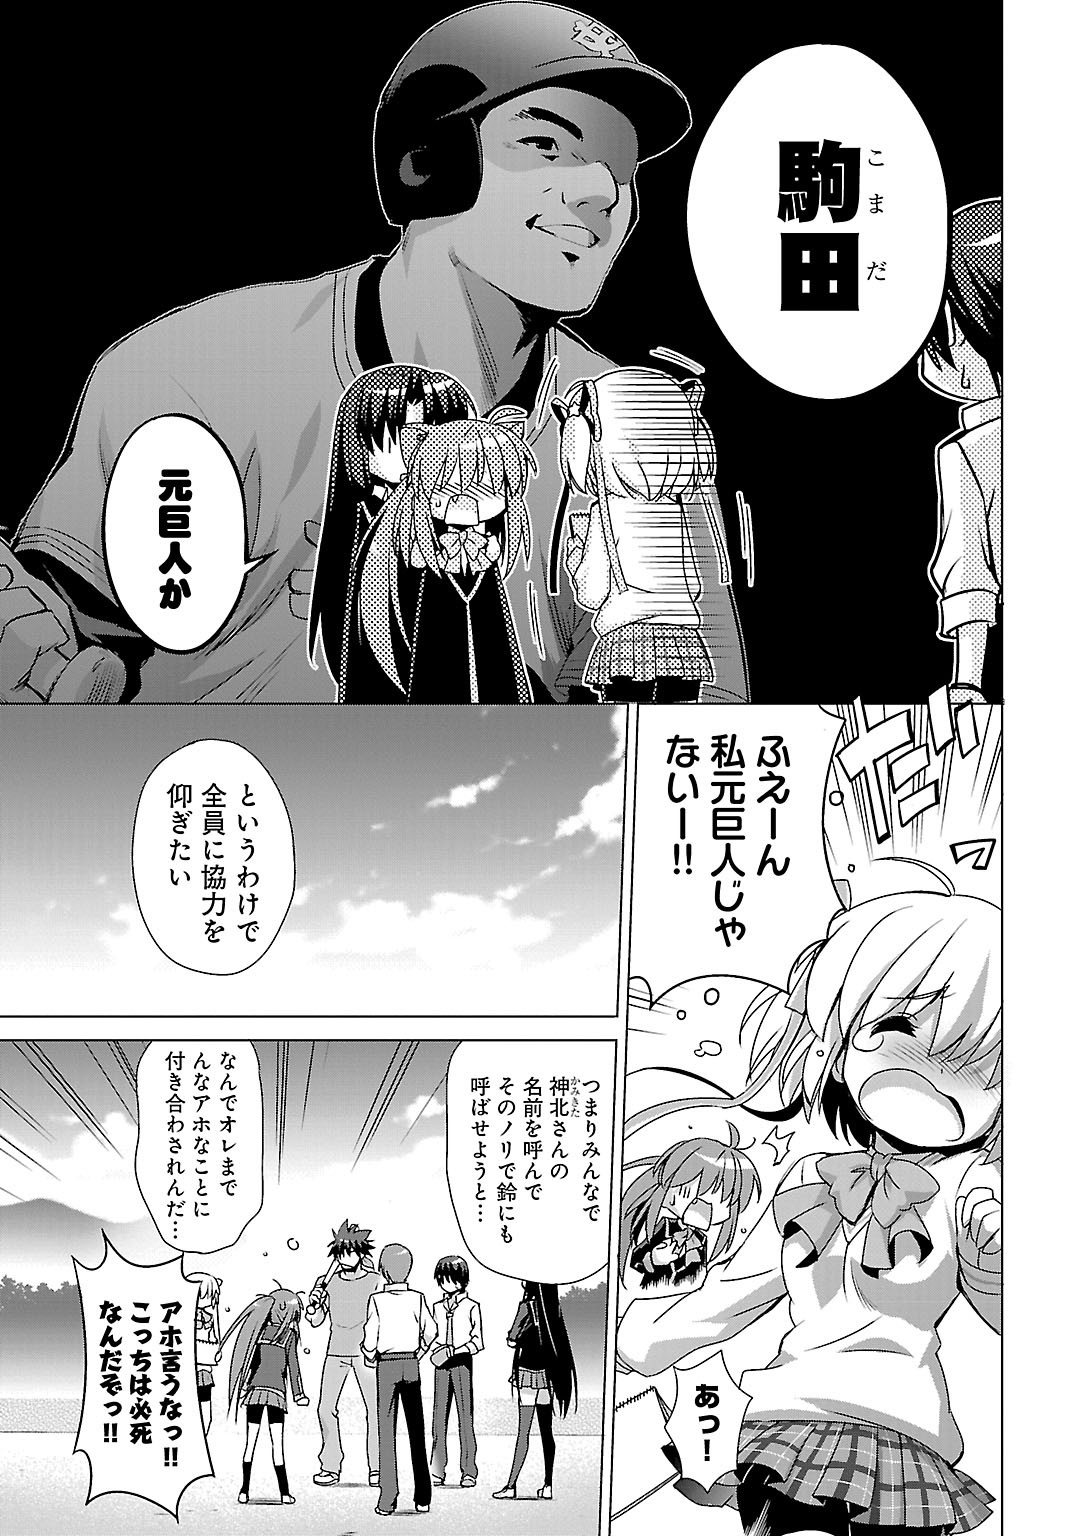 駒田
こまだ
元巨人か
ふえーん
私元巨人じゃ
ないー!!
だだだっ
あっ!
というわけで
全員に協力を
仰ぎたい
つまりみんなで
神北さんの
かみきた
名前を呼んで
そのノリで鈴にも
呼ばせようと…
なんでオレまで
んなアホなことに
付き合わされんだ…
アホ言うなっ!!
こっちは必死
なんだぞっ!!